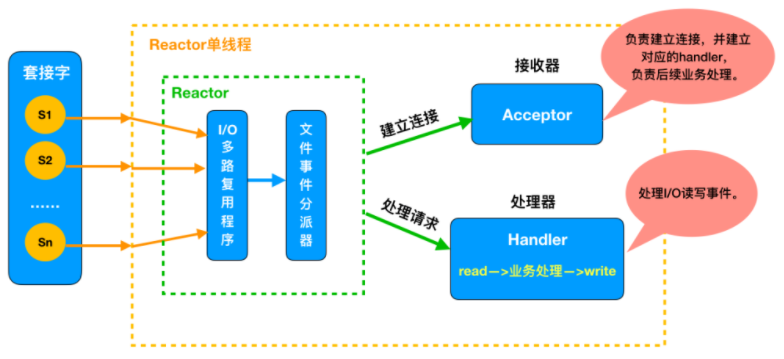 Reactor单线程
套接字
S1
S2
……
Sn
Reactor
I/O
多
路
复
用
程
序
文
件
事
件
分
派
器
建立连接
处理请求
接收器
Acceptor
负责建立连接，并建立
对应的handler，
负责后续业务处理。
处理器
Handler
read—>业务处理—>write
处理I/O读写事件。